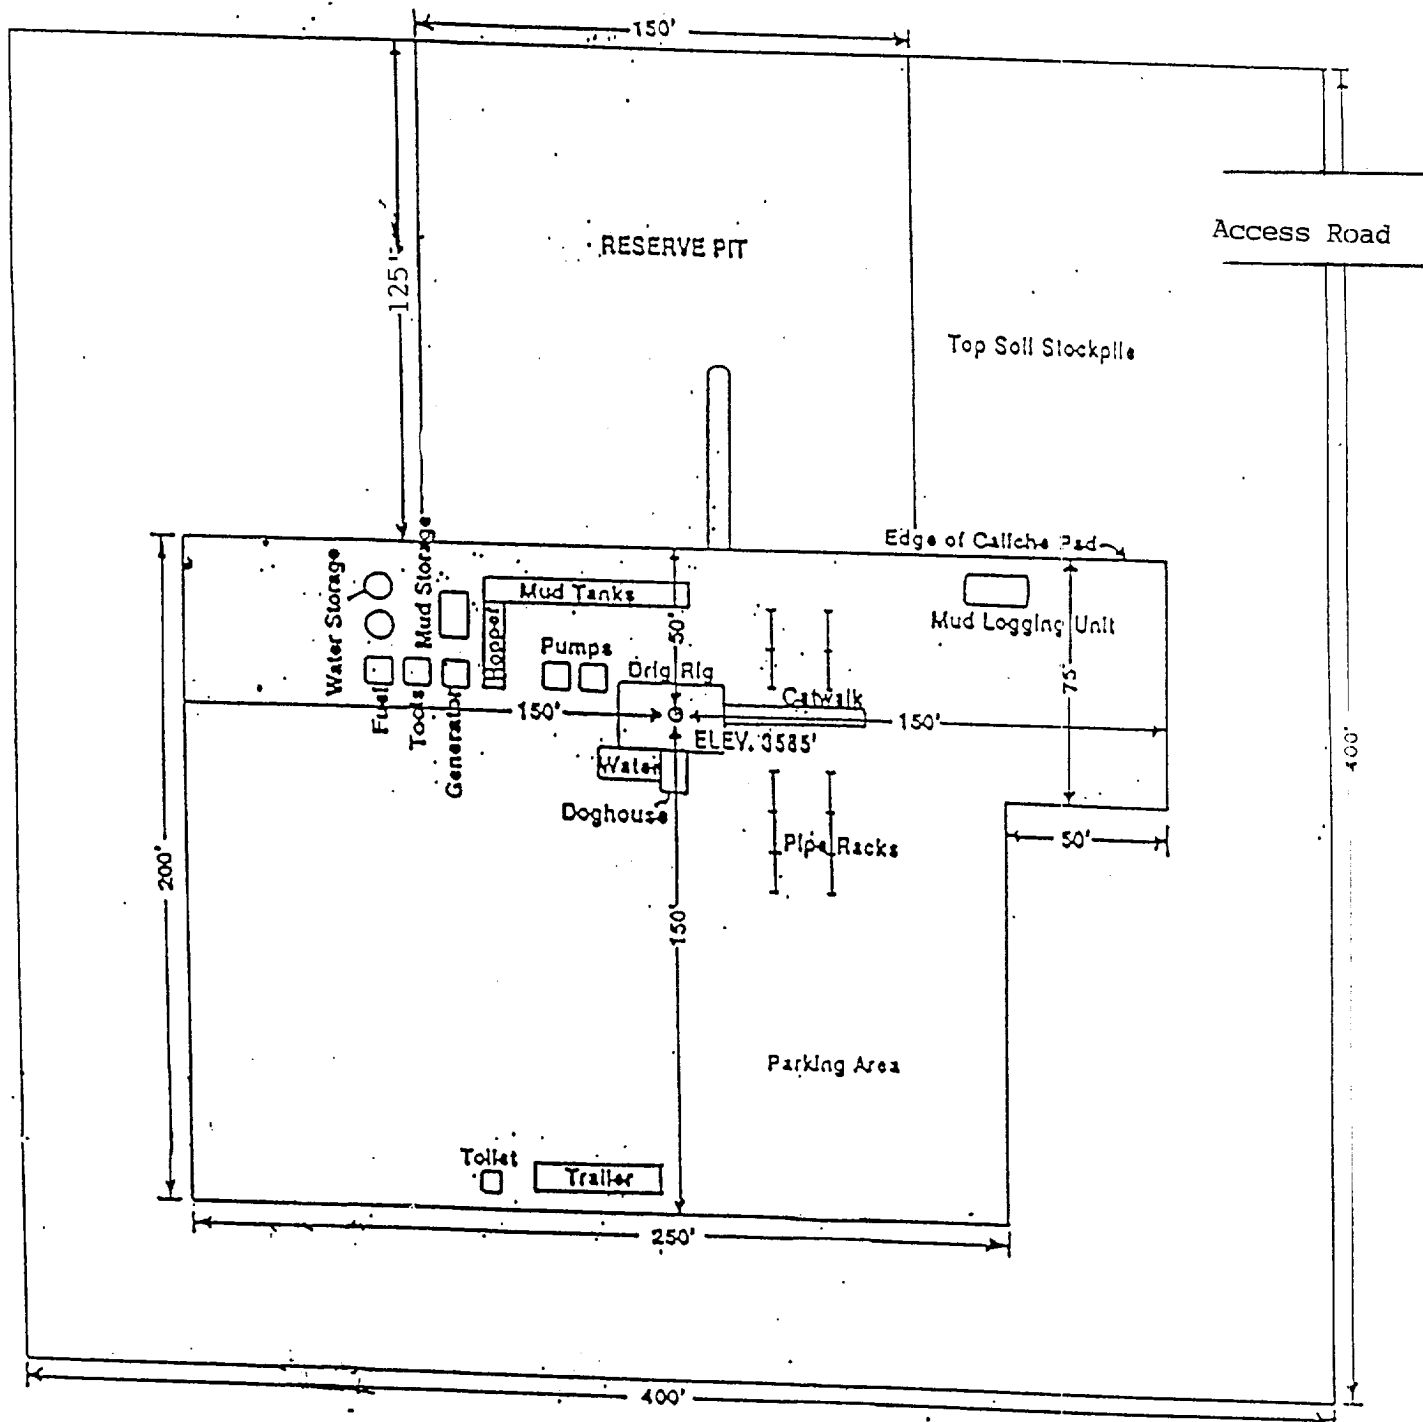 150'
Access Road
RESERVE PIT
125'
Top Soil Stockpile
Edge of Caliche Pad
Water Storage
Mud Storage
Mud Tanks
Hopper
Mud Logging Unit
50'
Pumps
Drlg Rig
75'
Fuel
Tools
Generator
Catwalk
150'
150'
ELEV. 3585'
400'
Water
Doghouse
50'
Pipe Racks
200'
150'
Parking Area
Toilet
Trailer
250'
400'